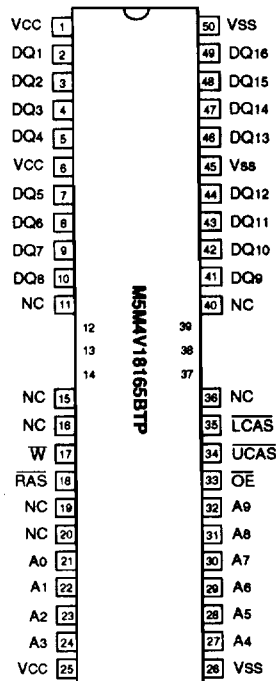 VCC 1 50 VSS
DQ1 2 49 DQ16
DQ2 3 48 DQ15
DQ3 4 47 DQ14
DQ4 5 46 DQ13
VCC 6 45 VSS
DQ5 7 44 DQ12
DQ6 8 43 DQ11
DQ7 9 42 DQ10
DQ8 10 41 DQ9
NC 11 40 NC
12 39
13 38
14 37
M5M4V18165BTP
NC 15 36 NC
NC 16 35 LCAS
W 17 34 UCAS
RAS 18 33 OE
NC 19 32 A9
NC 20 31 A8
A0 21 30 A7
A1 22 29 A6
A2 23 28 A5
A3 24 27 A4
VCC 25 26 VSS